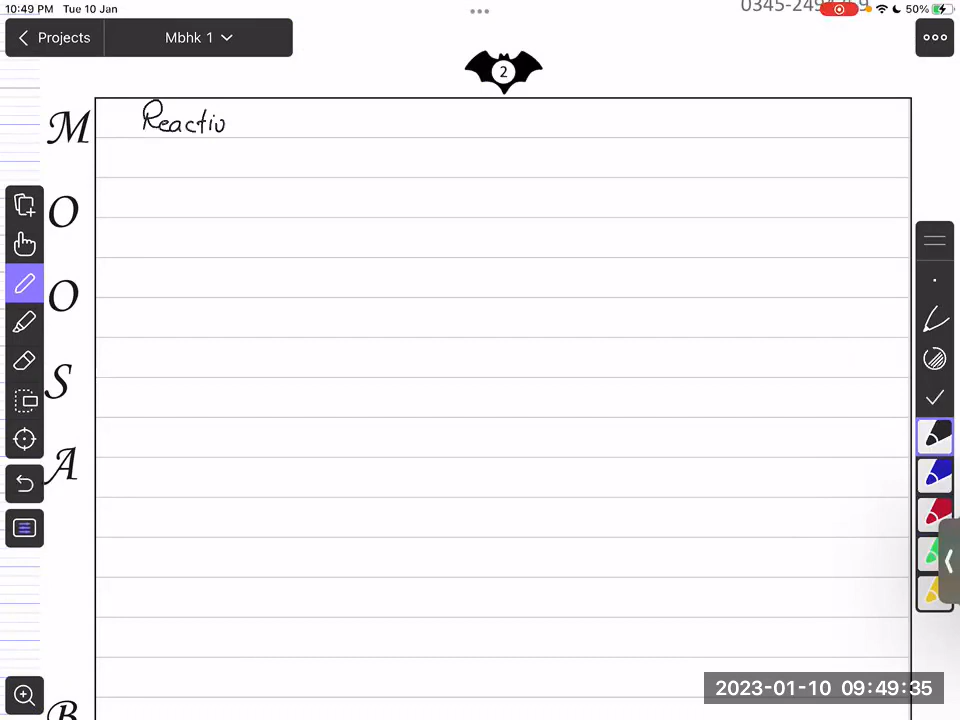 10:49 PM Tue 10 Jan
50%
Projects
Mbhk 1
2
Reactio
M
O
O
S
A
B
2023-01-10 09:49:35